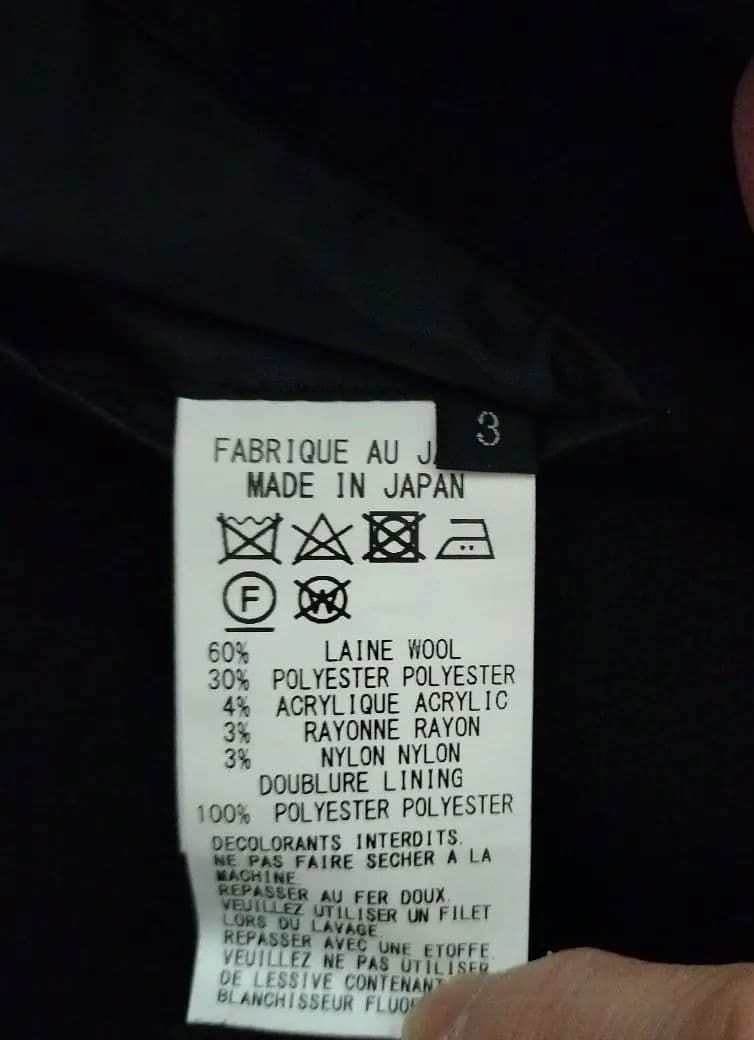 3
FABRIQUE AU
MADE IN JAPAN
F
W
60% LAINE WOOL
30% POLYESTER POLYESTER
4% ACRYLIQUE ACRYLIC
3% RAYONNE RAYON
3% NYLON NYLON
DOUBLURE LINING
100% POLYESTER POLYESTER
DECOLORANTS INTERDITS.
NE PAS FAIRE SECHER A LA
MACHINE.
REPASSER AU FER DOUX.
VEUILLEZ UTILISER UN FILET
LORS DU LAVAGE.
REPASSER AVEC UNE ETOFFE.
VEUILLEZ NE PAS UTILISER
DE LESSIVE CONTENANT
BLANCHISSEUR